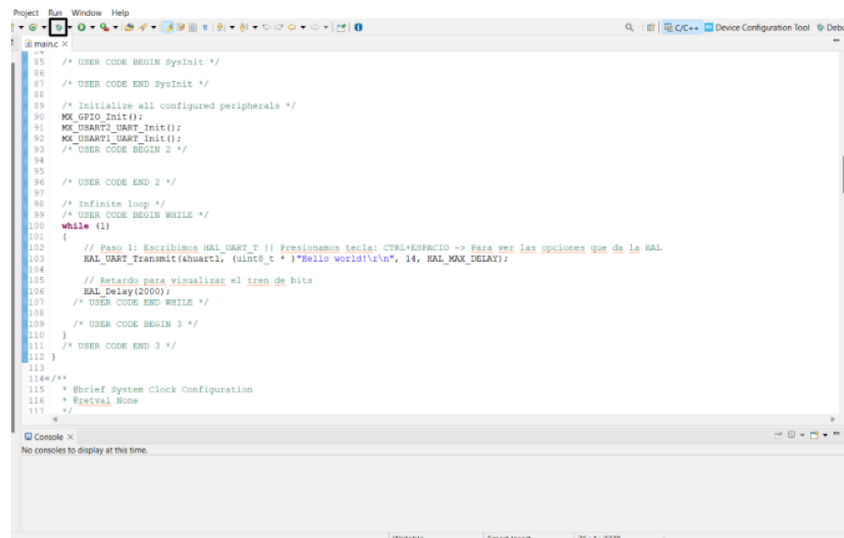 Project Run Window Help
C/C++ Device Configuration Tool Debu
main.c
85 /* USER CODE BEGIN SysInit */
86
87 /* USER CODE END SysInit */
88
89 /* Initialize all configured peripherals */
90 MX_GPIO_Init();
91 MX_USART2_UART_Init();
92 MX_USART1_UART_Init();
93 /* USER CODE BEGIN 2 */
94
95
96 /* USER CODE END 2 */
97
98 /* Infinite loop */
99 /* USER CODE BEGIN WHILE */
100 while (1)
101 {
102 // Paso 1: Escribimos HAL_UART_T || Presionamos tecla: CTRL+ESPACIO -> Para ver las opciones que da la HAL
103 HAL_UART_Transmit(&huart1, (uint8_t * )"Hello world!\r\n", 14, HAL_MAX_DELAY);
104
105 // Retardo para visualizar el tren de bits
106 HAL_Delay(2000);
107 /* USER CODE END WHILE */
108
109 /* USER CODE BEGIN 3 */
110 }
111 /* USER CODE END 3 */
112 }
113
114 /**
115 * @brief System Clock Configuration
116 * @retval None
117 */
Console
No consoles to display at this time.